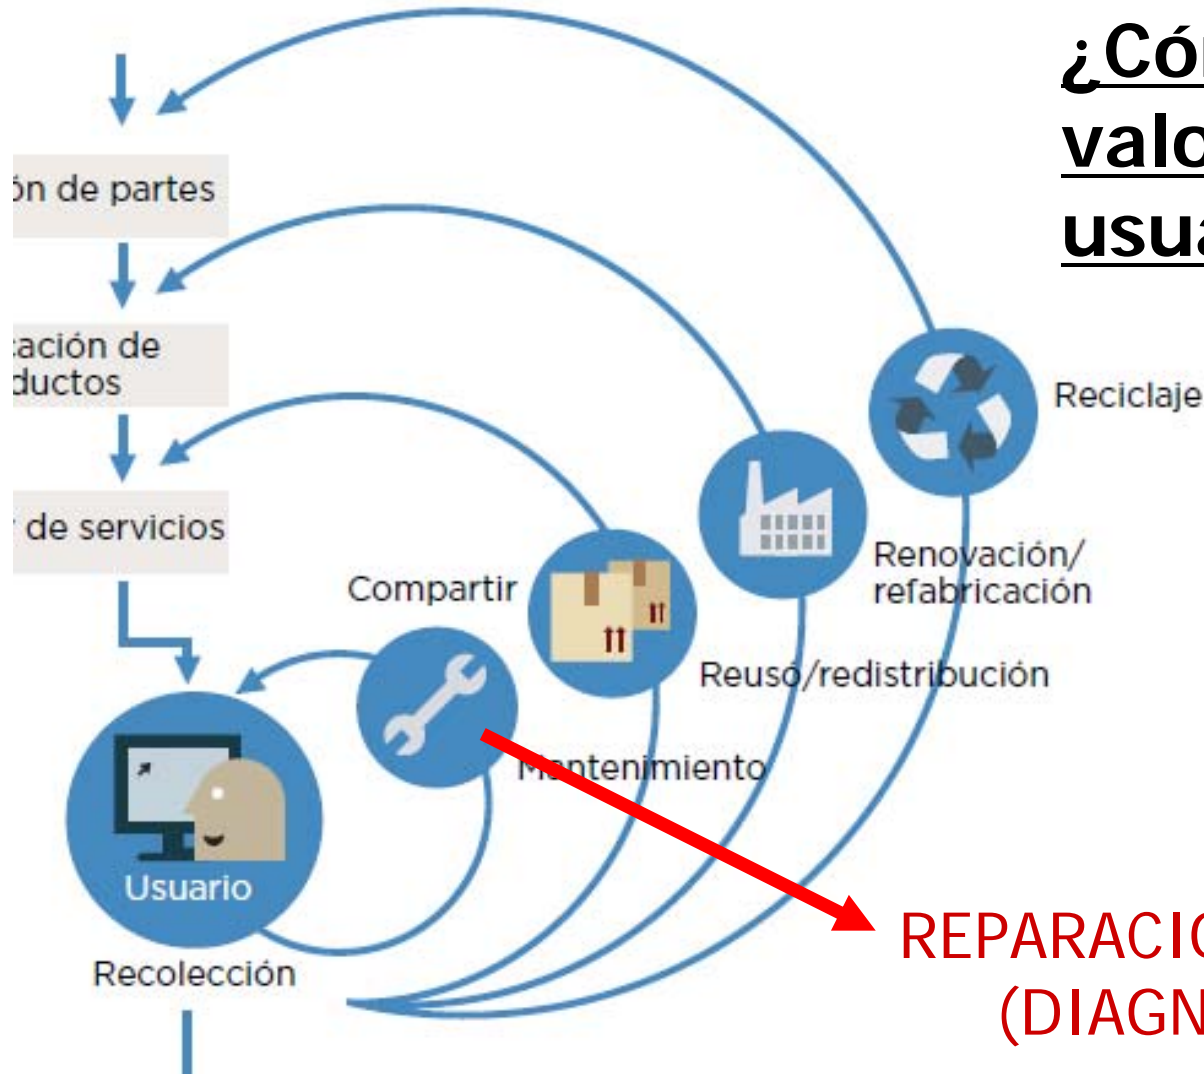 ¿Có
valo
usua
ón de partes
cación de
ductos
Reciclaje
de servicios
Renovación/
refabricación
Compartir
Reuso/redistribución
Mantenimiento
Usuario
Recolección
REPARACIO
(DIAGN